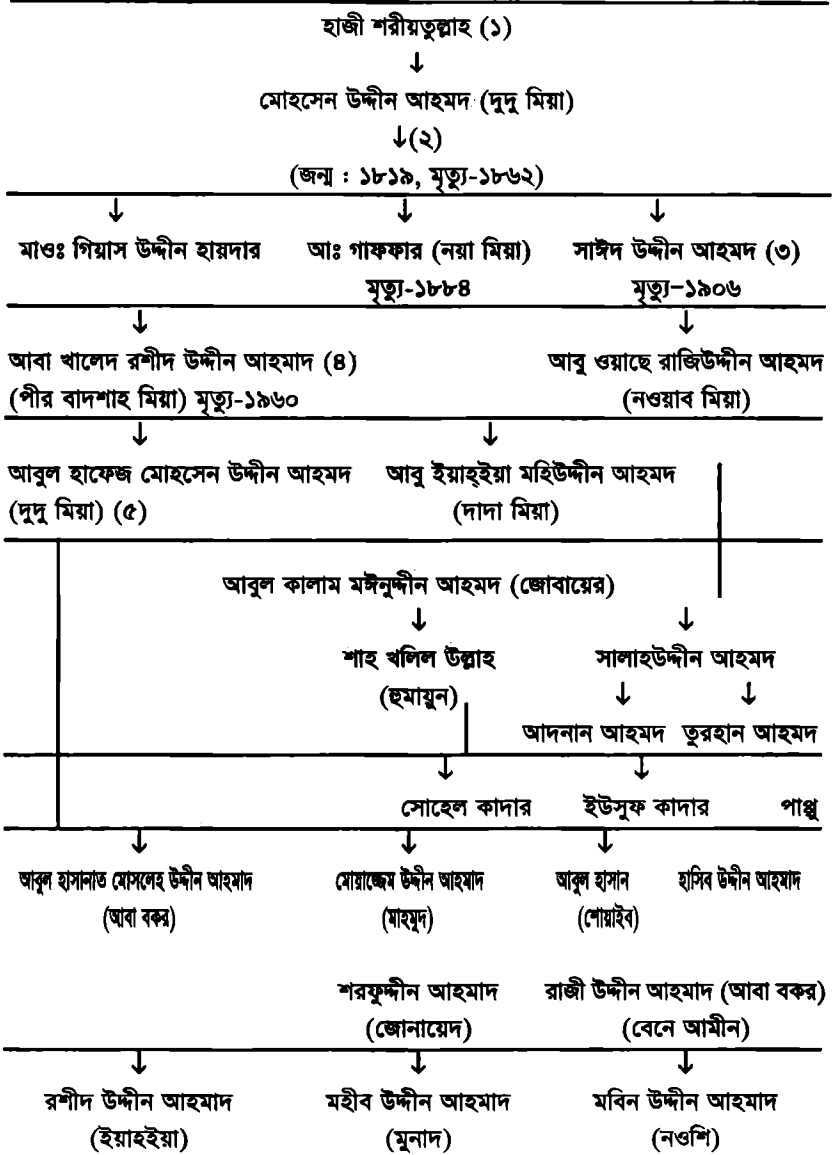 হাজী শরীয়তুল্লাহ (১)
↓
মোহসেন উদ্দীন আহমদ (দুদু মিয়া)
↓(২)
(জন্ম : ১৮১৯, মৃত্যু-১৮৬২)
↓ ↓ ↓
মাওঃ গিয়াস উদ্দীন হায়দার আঃ গাফফার (নয়া মিয়া) সাঈদ উদ্দীন আহমদ (৩)
মৃত্যু-১৮৮৪ মৃত্যু-১৯০৬
↓ ↓
আবা খালেদ রশীদ উদ্দীন আহমাদ (৪) আবু ওয়াছে রাজিউদ্দীন আহমদ
(পীর বাদশাহ মিয়া) মৃত্যু-১৯৬০ (নওয়াব মিয়া)
↓ ↓
আবুল হাফেজ মোহসেন উদ্দীন আহমদ আবু ইয়াহ্ইয়া মহিউদ্দীন আহমদ
(দুদু মিয়া) (৫) (দাদা মিয়া)
আবুল কালাম মঈনুদ্দীন আহমদ (জোবায়ের)
↓ ↓
শাহ খলিল উল্লাহ সালাহউদ্দীন আহমদ
(হুমায়ুন) ↓ ↓
আদনান আহমদ তুরহান আহমদ
↓ ↓
সোহেল কাদার ইউসুফ কাদার পাপ্পু
↓ ↓ ↓
আবুল হাসানাত মোসলেহ উদ্দীন আহমাদ মোয়াজ্জেম উদ্দীন আহমাদ আবুল হাসান হাসিব উদ্দীন আহমাদ
(আবা বকর) (মাহমুদ) (শোয়াইব)
শরফুদ্দীন আহমাদ রাজী উদ্দীন আহমাদ (আবা বকর)
(জোনায়েদ) (বেনে আমীন)
↓ ↓ ↓
রশীদ উদ্দীন আহমাদ মহীব উদ্দীন আহমাদ মবিন উদ্দীন আহমাদ
(ইয়াহইয়া) (মুনাদ) (নওশি)